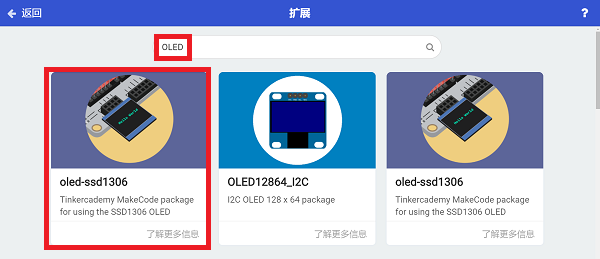 返回
扩展
?
OLED
oled-ssd1306
Tinkercademy MakeCode package
for using the SSD1306 OLED
了解更多信息
OLED12864_I2C
I2C OLED 128 x 64 package
了解更多信息
oled-ssd1306
Tinkercademy MakeCode package
for using the SSD1306 OLED
了解更多信息